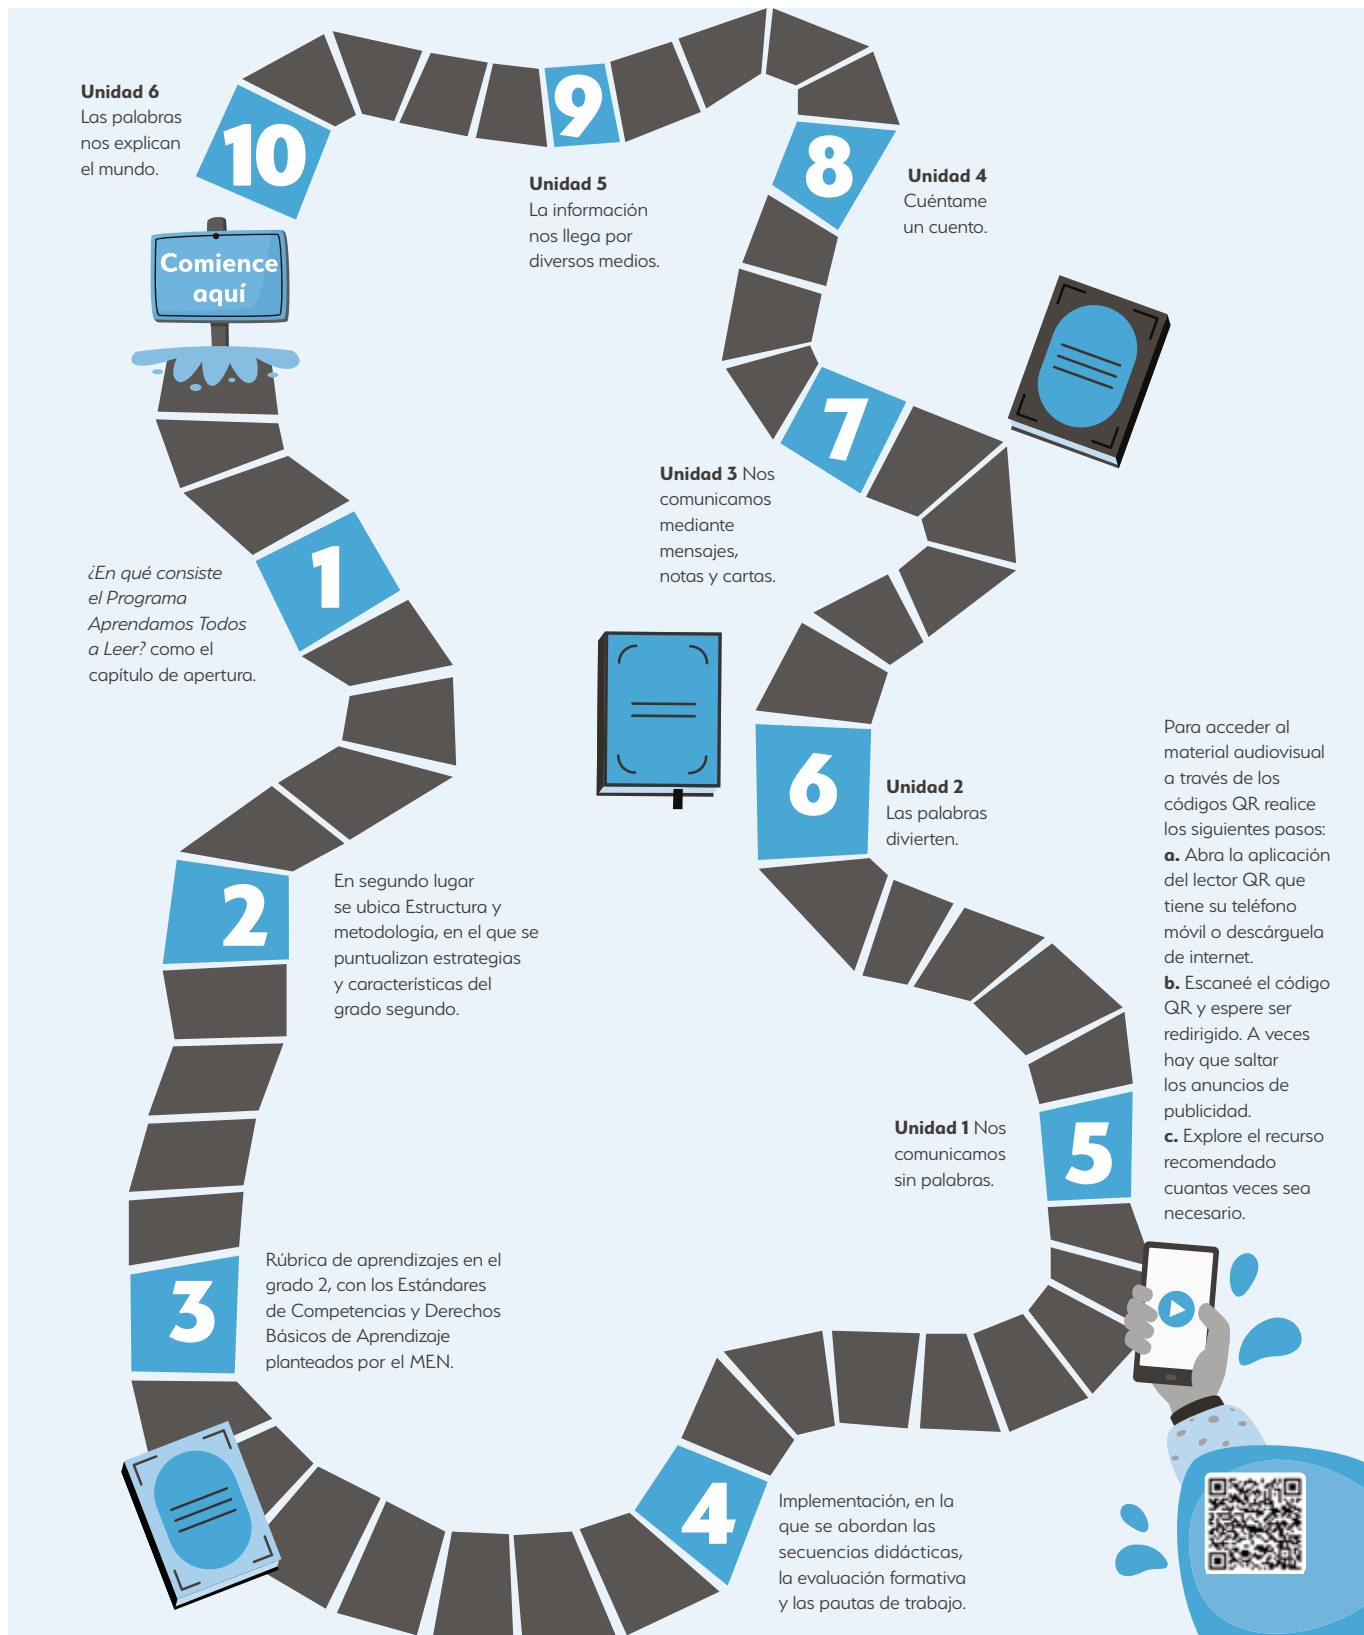 Comience
aquí
1
¿En qué consiste
el Programa
Aprendamos Todos
a Leer? como el
capítulo de apertura.
2
En segundo lugar
se ubica Estructura y
metodología, en el que se
puntualizan estrategias
y características del
grado segundo.
3
Rúbrica de aprendizajes en el
grado 2, con los Estándares
de Competencias y Derechos
Básicos de Aprendizaje
planteados por el MEN.
4
Implementación, en la
que se abordan las
secuencias didácticas,
la evaluación formativa
y las pautas de trabajo.
5
Unidad 1 Nos
comunicamos
sin palabras.
6
Unidad 2
Las palabras
divierten.
7
Unidad 3 Nos
comunicamos
mediante
mensajes,
notas y cartas.
8
Unidad 4
Cuéntame
un cuento.
9
Unidad 5
La información
nos llega por
diversos medios.
10
Unidad 6
Las palabras
nos explican
el mundo.
Para acceder al
material audiovisual
a través de los
códigos QR realice
los siguientes pasos:
a. Abra la aplicación
del lector QR que
tiene su teléfono
móvil o descárguela
de internet.
b. Escaneé el código
QR y espere ser
redirigido. A veces
hay que saltar
los anuncios de
publicidad.
c. Explore el recurso
recomendado
cuantas veces sea
necesario.